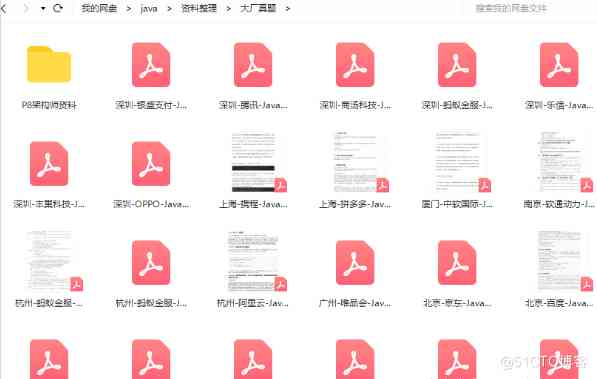 我的网盘 > java > 资料整理 > 大厂真题 >
搜索我的网盘文件
P8架构师资料
深圳-银盛支付-J...
深圳-腾讯-Java...
深圳-商汤科技-J...
深圳-蚂蚁金服-J...
深圳-乐信-Java...
深圳-丰巢科技-J...
深圳-OPPO-Java...
上海-携程-Java...
上海-拼多多-Jav...
厦门-中软国际-J...
南京-软通动力-J...
杭州-蚂蚁金服-...
杭州-蚂蚁金服-J...
杭州-阿里云-Jav...
广州-唯品会-Jav...
北京-京东-Java...
北京-百度-Java...
@51CTO博客